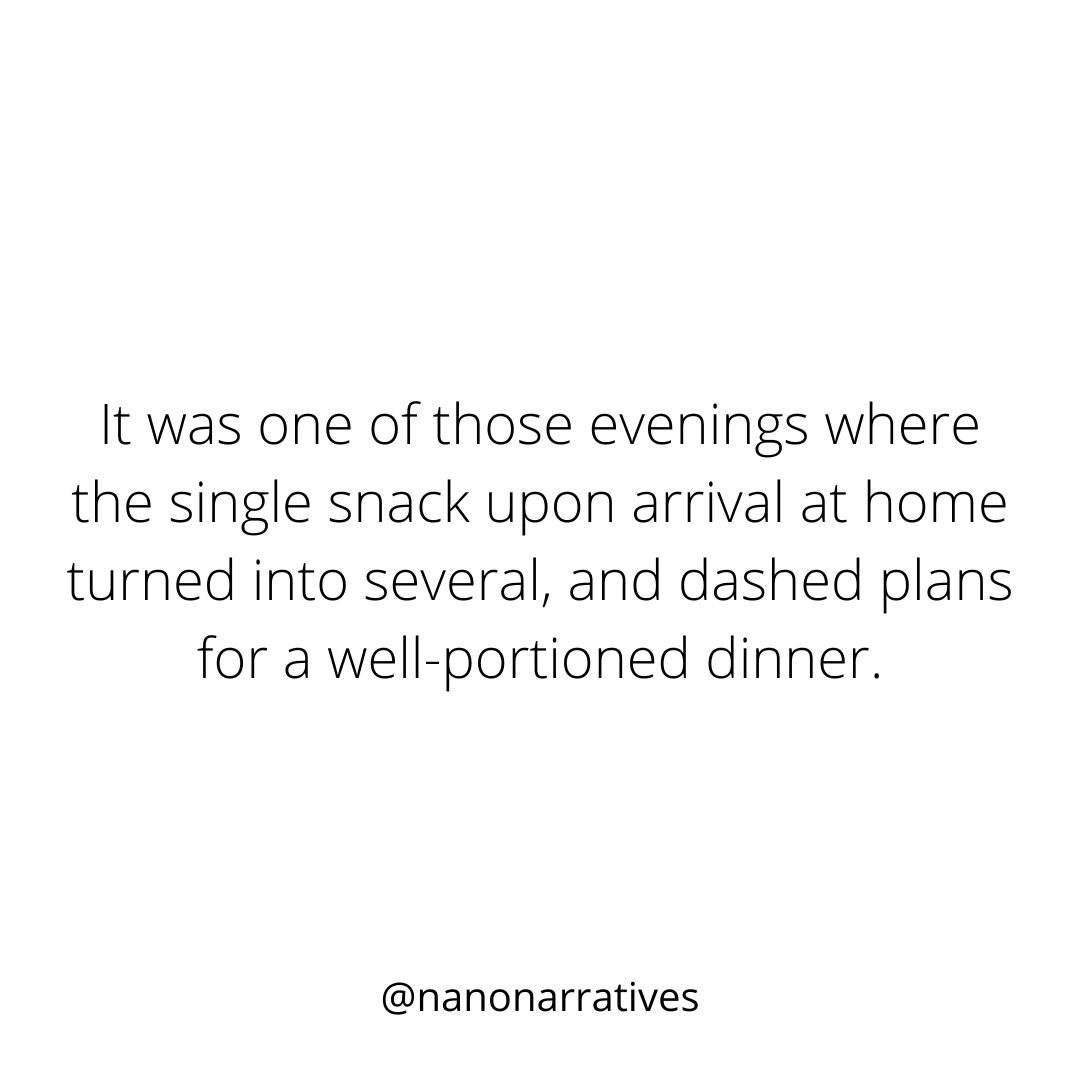 It was one of those evenings where
the single snack upon arrival at home
turned into several, and dashed plans
for a well-portioned dinner.
@nanonarratives